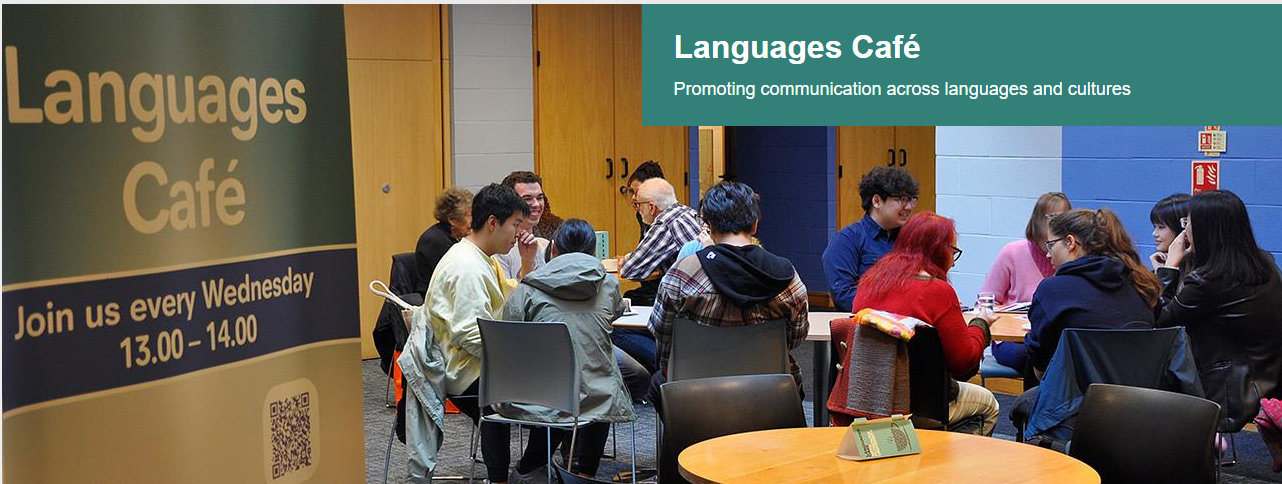 Languages
Café
Join us every Wednesday
13.00 – 14.00
Languages Café
Promoting communication across languages and cultures